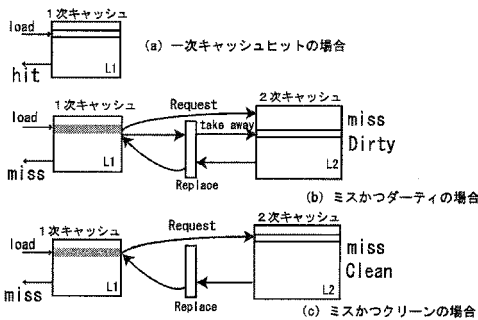 1次キャッシュ
load
hit
L1
(a) 一次キャッシュヒットの場合
1次キャッシュ
load
miss
L1
Request
take away
Replace
2次キャッシュ
L2
miss
Dirty
(b) ミスかつダーティの場合
1次キャッシュ
load
miss
L1
Request
Replace
2次キャッシュ
L2
miss
Clean
(c) ミスかつクリーンの場合